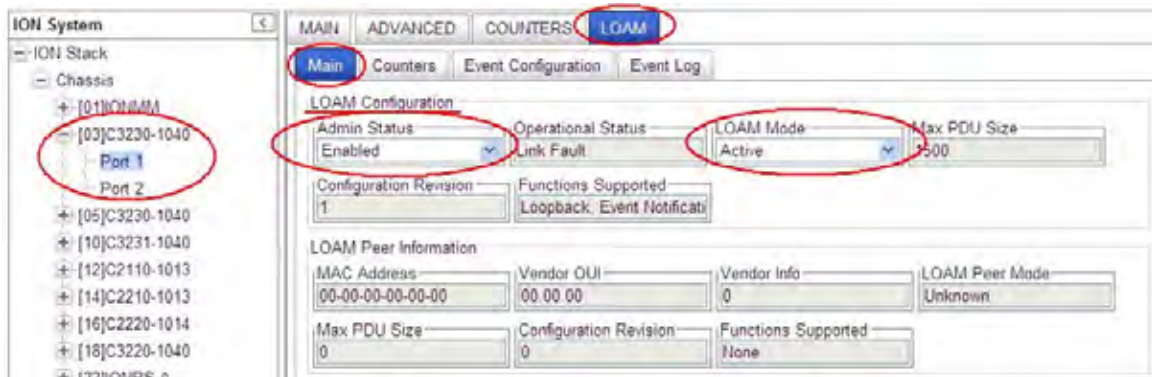 ION System
ION Stack
Chassis
[01]IONMM
[03]C3230-1040
Port 1
Port 2
[05]C3230-1040
[10]C3231-1040
[12]C2110-1013
[14]C2210-1013
[16]C2220-1014
[18]C3220-1040
MAIN ADVANCED COUNTERS LOAM
Main Counters Event Configuration Event Log
LOAM Configuration
Admin Status Operational Status LOAM Mode Max PDU Size
Enabled Link Fault Active 1500
Configuration Revision Functions Supported
1 Loopback, Event Notificati
LOAM Peer Information
MAC Address Vendor OUI Vendor Info LOAM Peer Mode
00-00-00-00-00-00 00 00 00 0 Unknown
Max PDU Size Configuration Revision Functions Supported
0 0 None